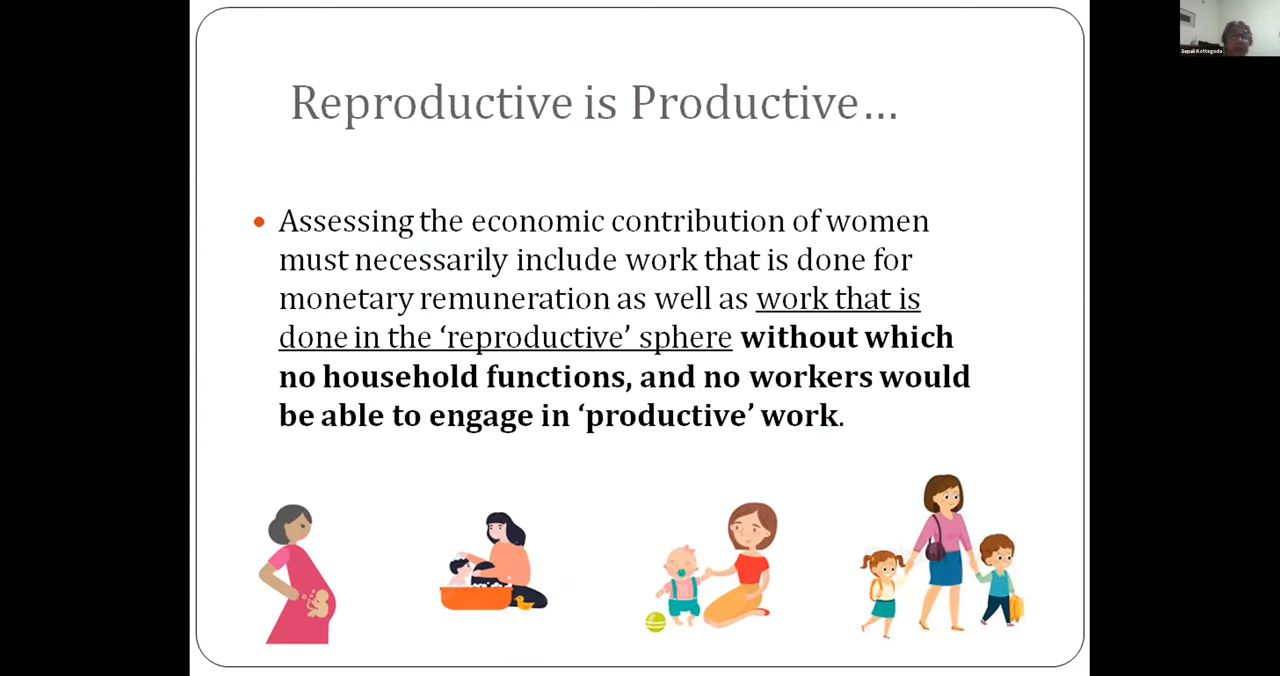 Reproductive is Productive...
Assessing the economic contribution of women
must necessarily include work that is done for
monetary remuneration as well as work that is
done in the ‘reproductive’ sphere without which
no household functions, and no workers would
be able to engage in ‘productive’ work.
Sepali Kottegoda